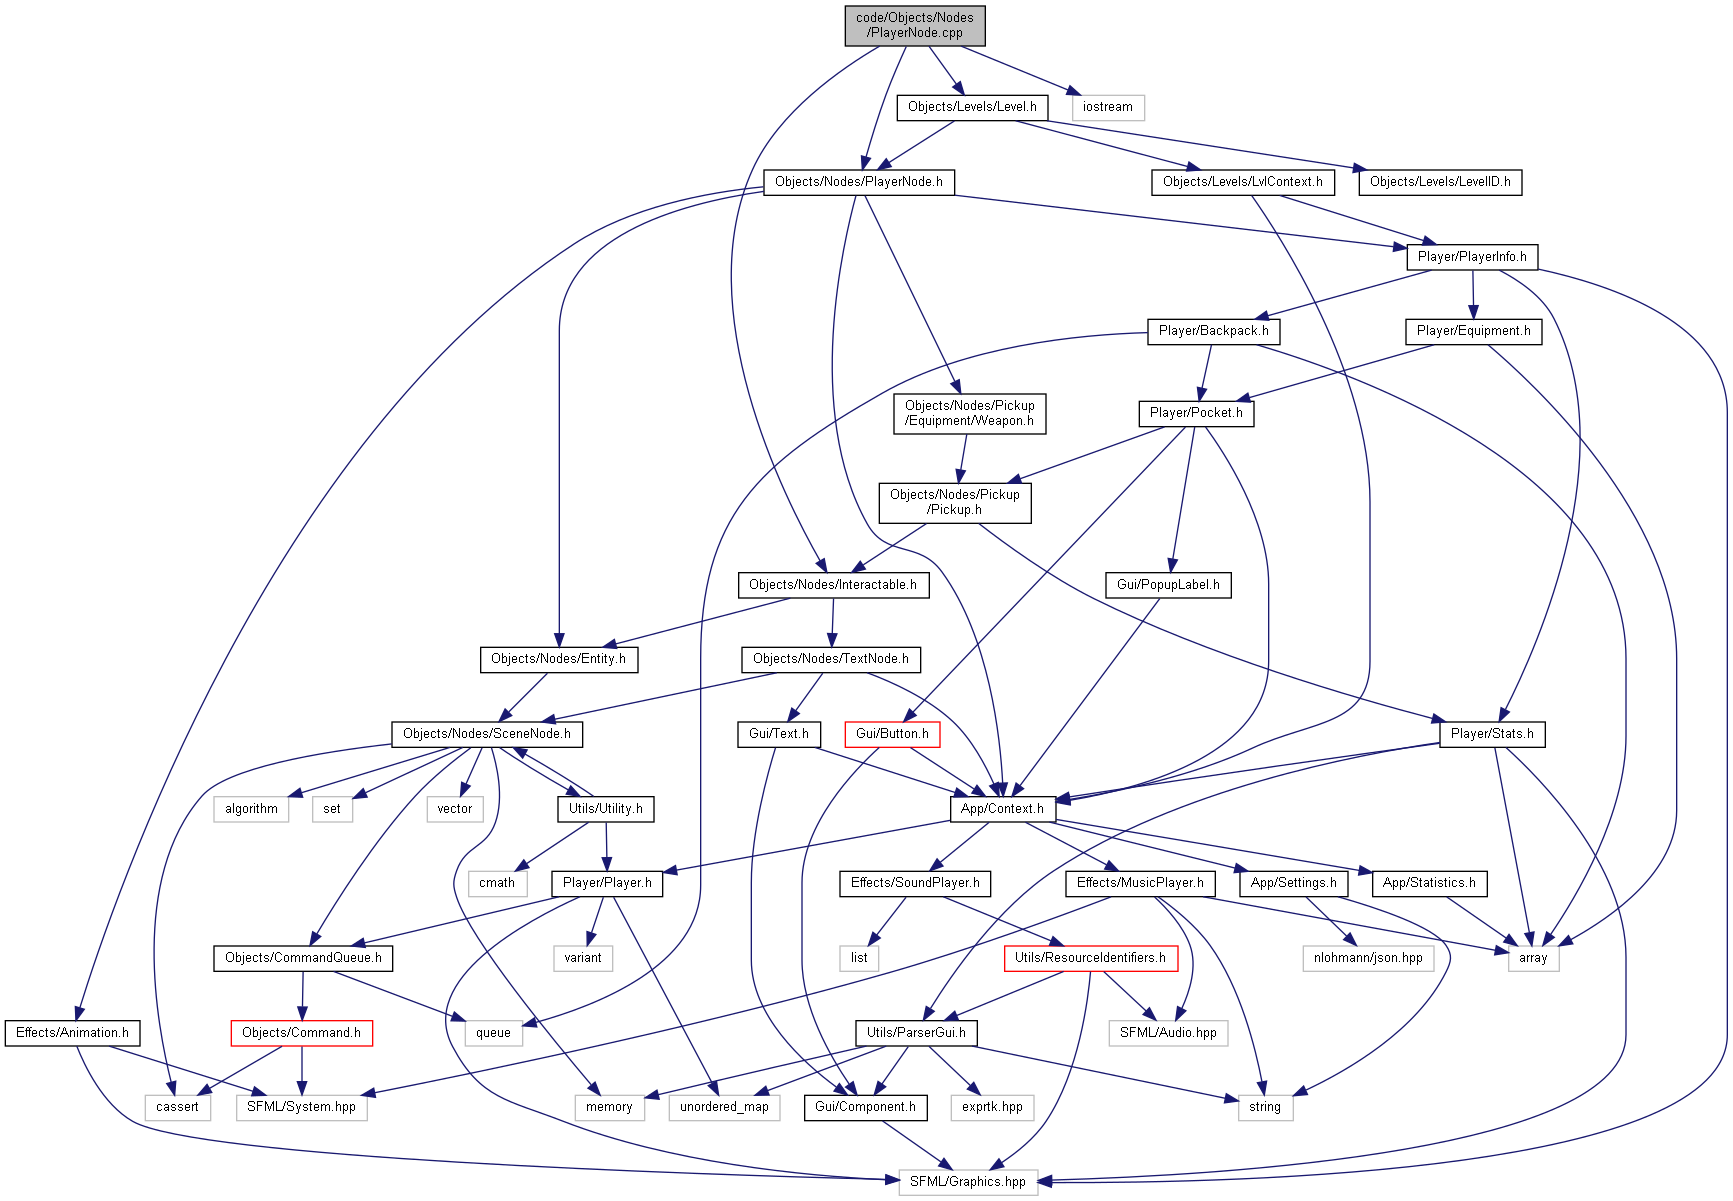 code/Objects/Nodes
/PlayerNode.cpp
Objects/Levels/Level.h
iostream
Objects/Nodes/PlayerNode.h
Objects/Levels/LvlContext.h
Objects/Levels/LevelID.h
Player/PlayerInfo.h
Player/Backpack.h
Player/Equipment.h
Objects/Nodes/Pickup
/Equipment/Weapon.h
Player/Pocket.h
Objects/Nodes/Pickup
/Pickup.h
Objects/Nodes/Interactable.h
Gui/PopupLabel.h
Objects/Nodes/Entity.h
Objects/Nodes/TextNode.h
Objects/Nodes/SceneNode.h
Gui/Text.h
Gui/Button.h
Player/Stats.h
algorithm
set
vector
Utils/Utility.h
App/Context.h
cmath
Player/Player.h
Effects/SoundPlayer.h
Effects/MusicPlayer.h
App/Settings.h
App/Statistics.h
Objects/CommandQueue.h
variant
list
Utils/ResourceIdentifiers.h
nlohmann/json.hpp
array
Effects/Animation.h
Objects/Command.h
queue
Utils/ParserGui.h
SFML/Audio.hpp
cassert
SFML/System.hpp
memory
unordered_map
Gui/Component.h
exprtk.hpp
string
SFML/Graphics.hpp